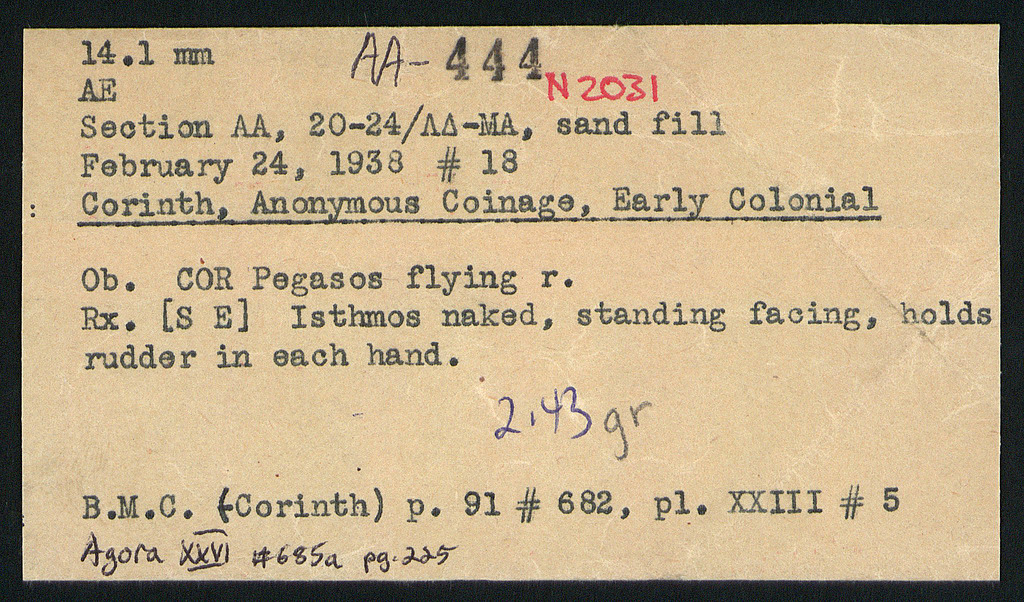 14.1 mm AA-444
AE N 2031
Section AA, 20-24/ΛΔ-MA, sand fill
February 24, 1938 # 18
: Corinth, Anonymous Coinage, Early Colonial
Ob. COR Pegasos flying r.
Rx. [S E] Isthmos naked, standing facing, holds
rudder in each hand.
2.43 gr
B.M.C. (Corinth) p. 91 # 682, pl. XXIII # 5
Agora XXVI #685a pg. 225